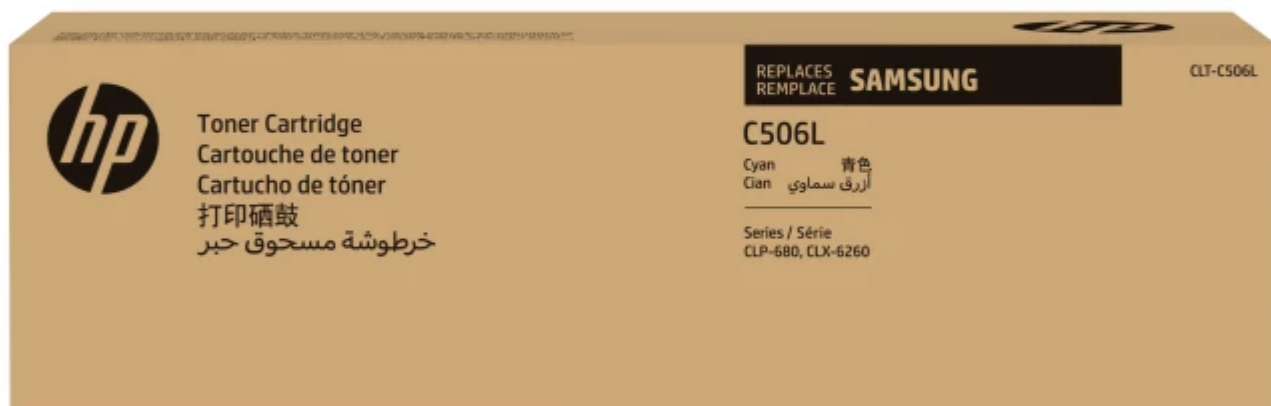 hp
Toner Cartridge
Cartouche de toner
Cartucho de tóner
打印硒鼓
خرطوشة مسحوق حبر
REPLACES
REMPLACE
SAMSUNG
CLT-C506L
C506L
Cyan 青色
Cian أزرق سماوي
Series / Série
CLP-680, CLX-6260